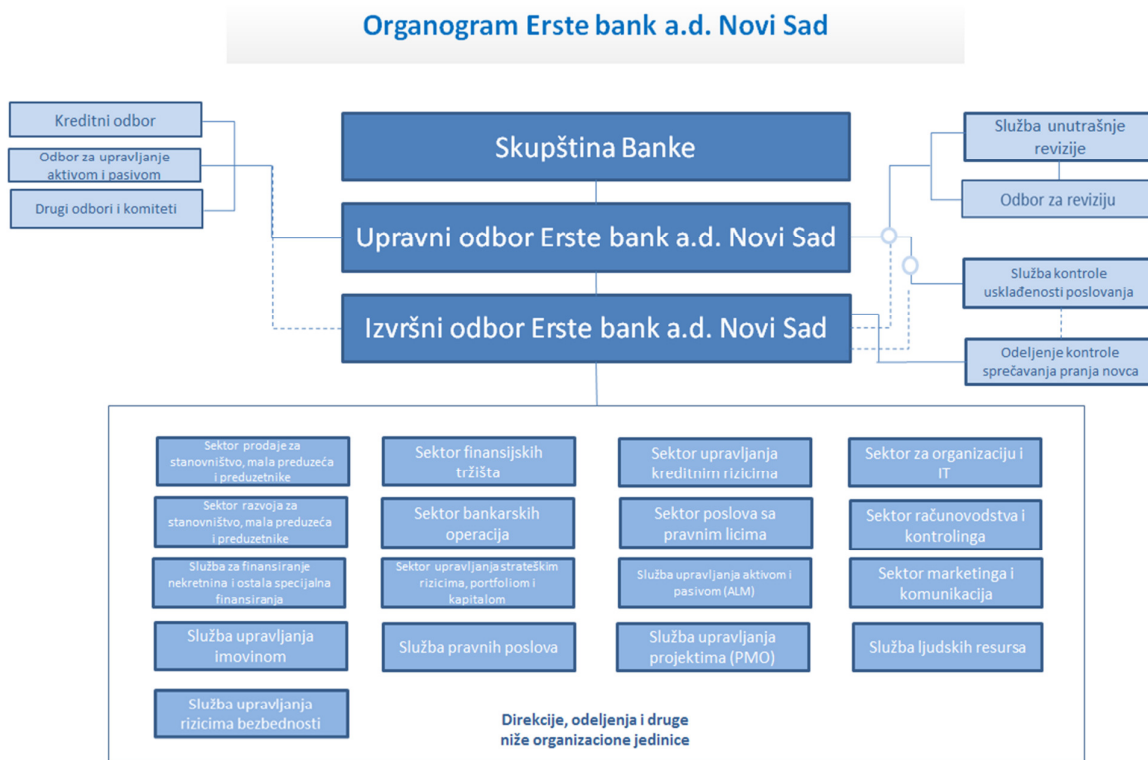 Organogram Erste bank a.d. Novi Sad
Kreditni odbor
Odbor za upravljanje
aktivom i pasivom
Drugi odbori i komiteti
Skupština Banke
Upravni odbor Erste bank a.d. Novi Sad
Izvršni odbor Erste bank a.d. Novi Sad
Služba unutrašnje
revizije
Odbor za reviziju
Služba kontrole
usklađenosti poslovanja
Odeljenje kontrole
sprečavanja pranja novca
Sektor prodaje za
stanovništvo, mala preduzeća
i preduzetnike
Sektor finansijskih
tržišta
Sektor upravljanja
kreditnim rizicima
Sektor za organizaciju i
IT
Sektor razvoja za
stanovništvo, mala preduzeća
i preduzetnike
Sektor bankarskih
operacija
Sektor poslova sa
pravnim licima
Sektor računovodstva i
kontrolinga
Služba za finansiranje
nekretnina i ostala specijalna
finansiranja
Sektor upravljanja strateškim
rizicima, portfoliom i
kapitalom
Služba upravljanja aktivom i
pasivom (ALM)
Sektor marketinga i
komunikacija
Služba upravljanja
imovinom
Služba pravnih poslova
Služba upravljanja
projektima (PMO)
Služba ljudskih resursa
Služba upravljanja
rizicima bezbednosti
Direkcije, odeljenja i druge
niže organizacione jedinice